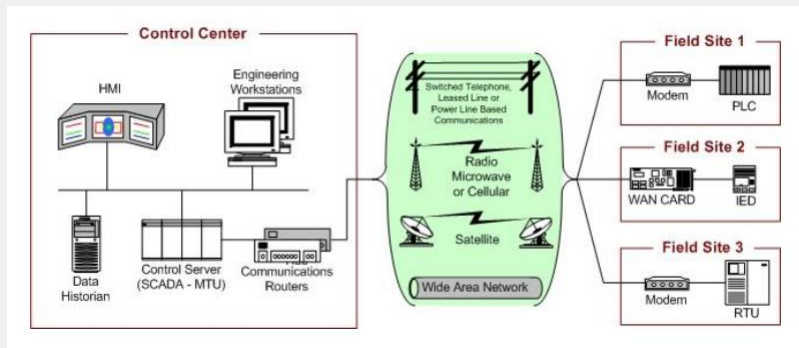 Control Center
HMI
Engineering
Workstations
Data
Historian
Control Server
(SCADA - MTU)
Communications
Routers
Switched Telephone,
Leased Line or
Power Line Based
Communications
Radio
Microwave
or Cellular
Satellite
Wide Area Network
Field Site 1
Modem
PLC
Field Site 2
WAN CARD
IED
Field Site 3
Modem
RTU